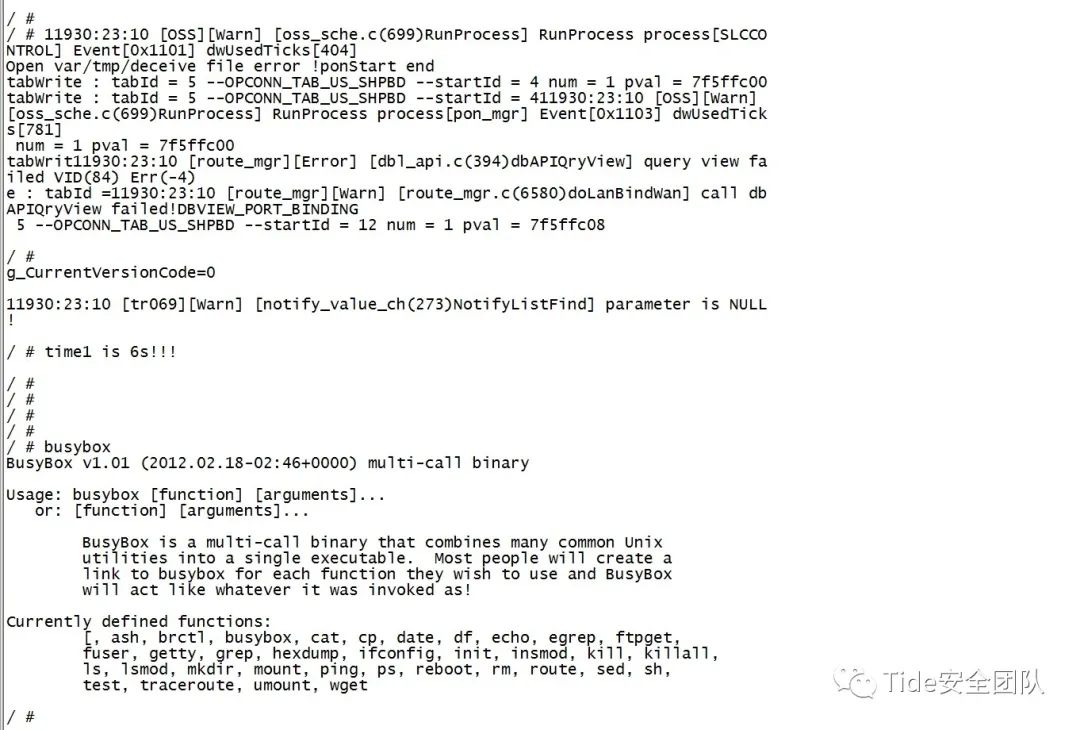 / #
/ # 11930:23:10 [OSS][Warn] [oss_sche.c(699)RunProcess] RunProcess process[SLCCO
NTROL] Event[0x1101] dwUsedTicks[404]
Open var/tmp/deceive file error !ponStart end
tabWrite : tabId = 5 --OPCONN_TAB_US_SHPBD --startId = 4 num = 1 pval = 7f5ffc00
tabWrite : tabId = 5 --OPCONN_TAB_US_SHPBD --startId = 411930:23:10 [OSS][Warn]
[oss_sche.c(699)RunProcess] RunProcess process[pon_mgr] Event[0x1103] dwUsedTick
s[781]
 num = 1 pval = 7f5ffc00
tabWrit11930:23:10 [route_mgr][Error] [dbl_api.c(394)dbAPIQryView] query view fa
iled VID(84) Err(-4)
e : tabId =11930:23:10 [route_mgr][Warn] [route_mgr.c(6580)doLanBindWan] call db
APIQryView failed!DBVIEW_PORT_BINDING
 5 --OPCONN_TAB_US_SHPBD --startId = 12 num = 1 pval = 7f5ffc08
/ #
g_CurrentVersionCode=0
11930:23:10 [tr069][Warn] [notify_value_ch(273)NotifyListFind] parameter is NULL
!
/ # time1 is 6s!!!
/ #
/ #
/ #
/ #
/ # busybox
BusyBox v1.01 (2012.02.18-02:46+0000) multi-call binary
Usage: busybox [function] [arguments]...
   or: [function] [arguments]...
        BusyBox is a multi-call binary that combines many common Unix
        utilities into a single executable.  Most people will create a
        link to busybox for each function they wish to use and BusyBox
        will act like whatever it was invoked as!
Currently defined functions:
        [, ash, brctl, busybox, cat, cp, date, df, echo, egrep, ftpget,
        fuser, getty, grep, hexdump, ifconfig, init, insmod, kill, killall,
        ls, lsmod, mkdir, mount, ping, ps, reboot, rm, route, sed, sh,
        test, traceroute, umount, wget
/ #
Tide安全团队